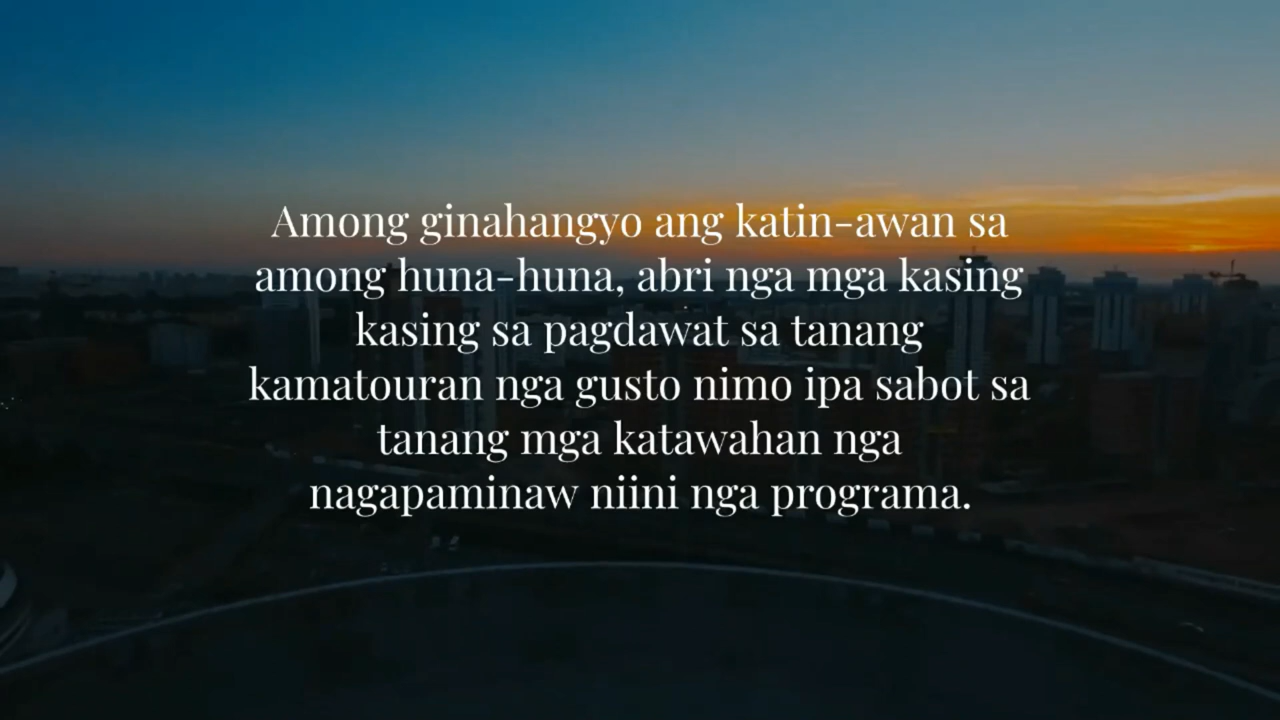 Among ginahangyo ang katin-awan sa
among huna-huna, abri nga mga kasing
kasing sa pagdawat sa tanang
kamatouran nga gusto nimo ipa sabot sa
tanang mga katawahan nga
nagapaminaw niini nga programa.